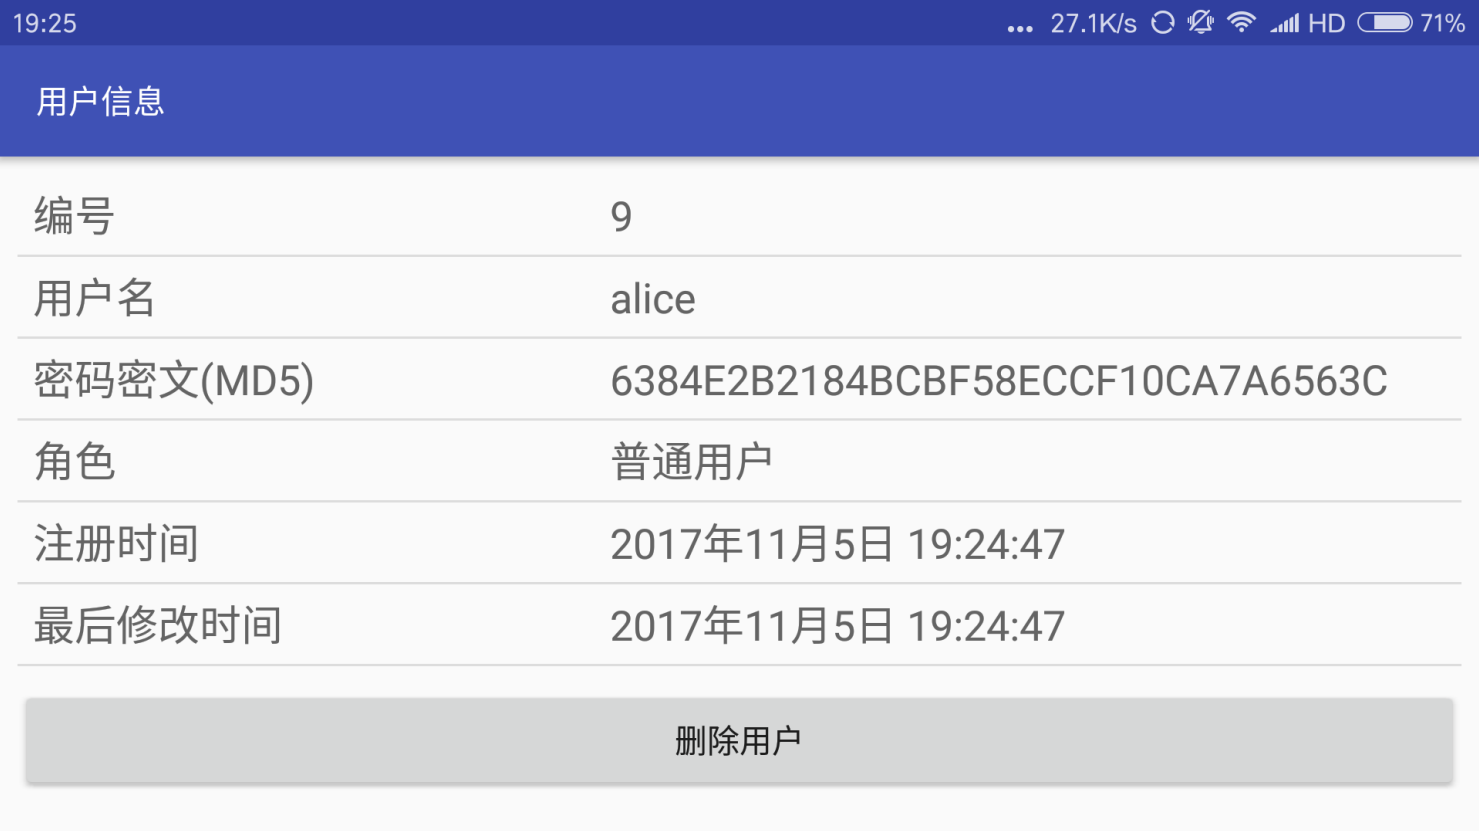 19:25 ... 27.1K/s HD 71%
用户信息
编号 9
用户名 alice
密码密文(MD5) 6384E2B2184BCBF58ECCF10CA7A6563C
角色 普通用户
注册时间 2017年11月5日 19:24:47
最后修改时间 2017年11月5日 19:24:47
删除用户